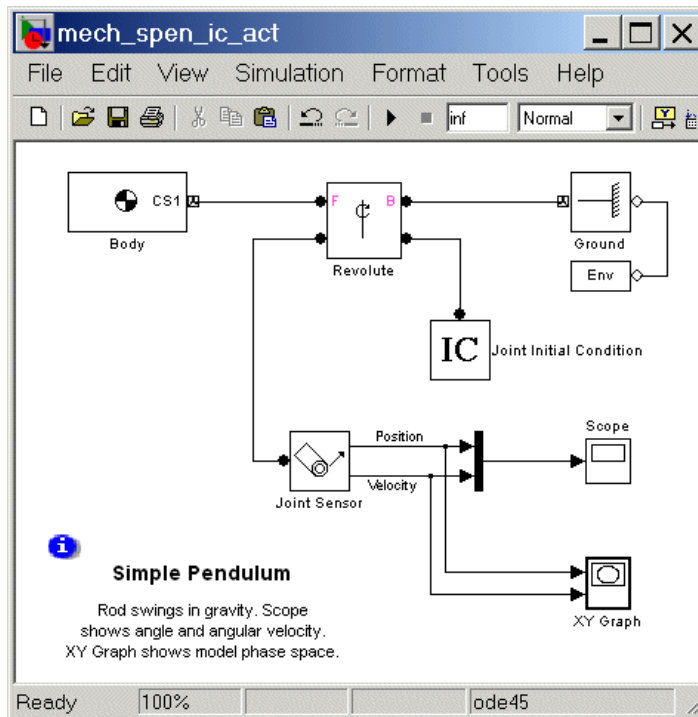 mech_spen_ic_act
File Edit View Simulation Format Tools Help
inf Normal
CS1 F B
Body
Revolute
Ground
Env
IC Joint Initial Condition
Position
Velocity
Scope
Joint Sensor
i
Simple Pendulum
Rod swings in gravity. Scope
shows angle and angular velocity.
XY Graph shows model phase space.
XY Graph
Ready 100% ode45